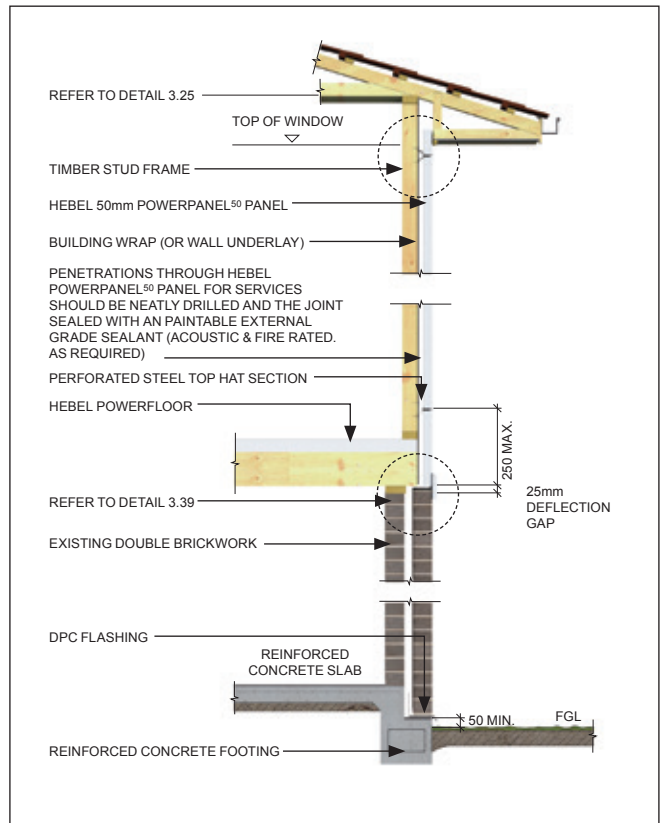 REFER TO DETAIL 3.25
TOP OF WINDOW
TIMBER STUD FRAME
HEBEL 50mm POWERPANEL⁵⁰ PANEL
BUILDING WRAP (OR WALL UNDERLAY)
PENETRATIONS THROUGH HEBEL
POWERPANEL⁵⁰ PANEL FOR SERVICES
SHOULD BE NEATLY DRILLED AND THE JOINT
SEALED WITH AN PAINTABLE EXTERNAL
GRADE SEALANT (ACOUSTIC & FIRE RATED.
AS REQUIRED)
PERFORATED STEEL TOP HAT SECTION
HEBEL POWERFLOOR
250 MAX.
25mm
DEFLECTION
GAP
REFER TO DETAIL 3.39
EXISTING DOUBLE BRICKWORK
DPC FLASHING
REINFORCED
CONCRETE SLAB
50 MIN.
FGL
REINFORCED CONCRETE FOOTING